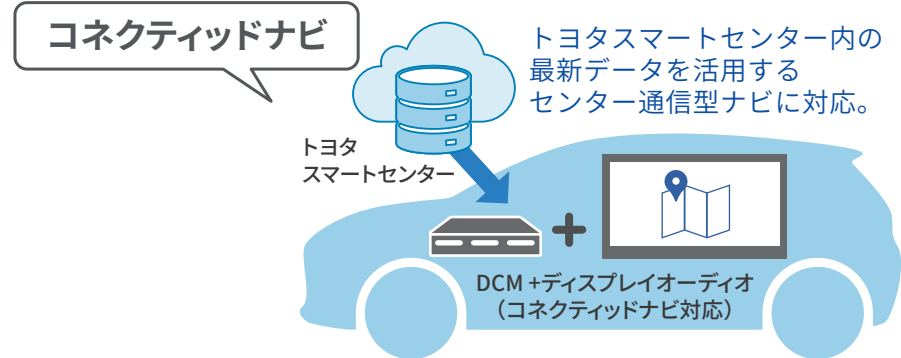 コネクティッドナビ
トヨタスマートセンター内の
最新データを活用する
センター通信型ナビに対応。
トヨタ
スマートセンター
DCM +ディスプレイオーディオ
（コネクティッドナビ対応）